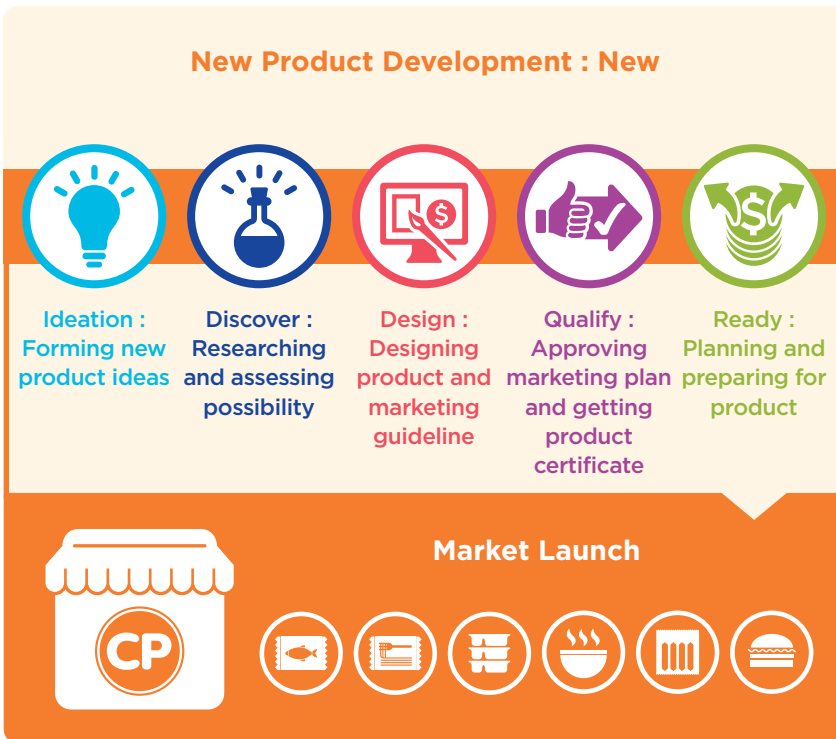 New Product Development : New
Ideation :
Forming new
product ideas
Discover :
Researching
and assessing
possibility
Design :
Designing
product and
marketing
guideline
Qualify :
Approving
marketing plan
and getting
product
certificate
Ready :
Planning and
preparing for
product
Market Launch
CP